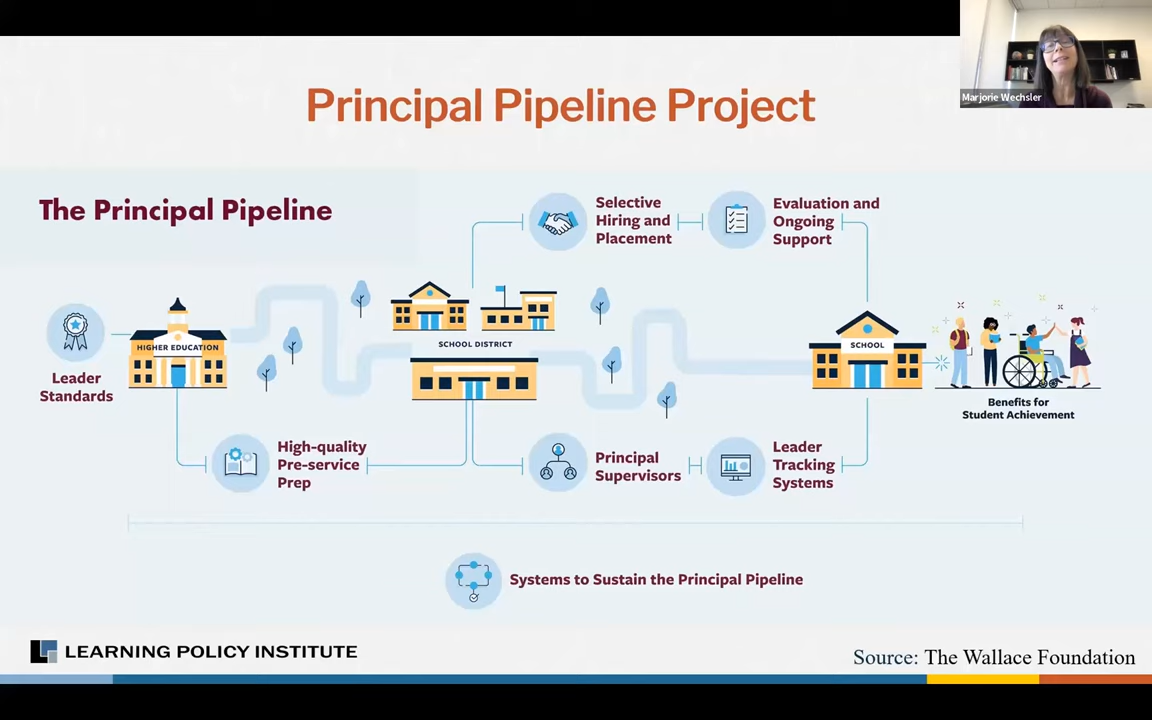 Marjorie Wechsler
Principal Pipeline Project
The Principal Pipeline
Selective
Hiring and
Placement
Evaluation and
Ongoing
Support
Leader
Standards
HIGHER EDUCATION
SCHOOL DISTRICT
SCHOOL
Benefits for
Student Achievement
High-quality
Pre-service
Prep
Principal
Supervisors
Leader
Tracking
Systems
Systems to Sustain the Principal Pipeline
LEARNING POLICY INSTITUTE
Source: The Wallace Foundation